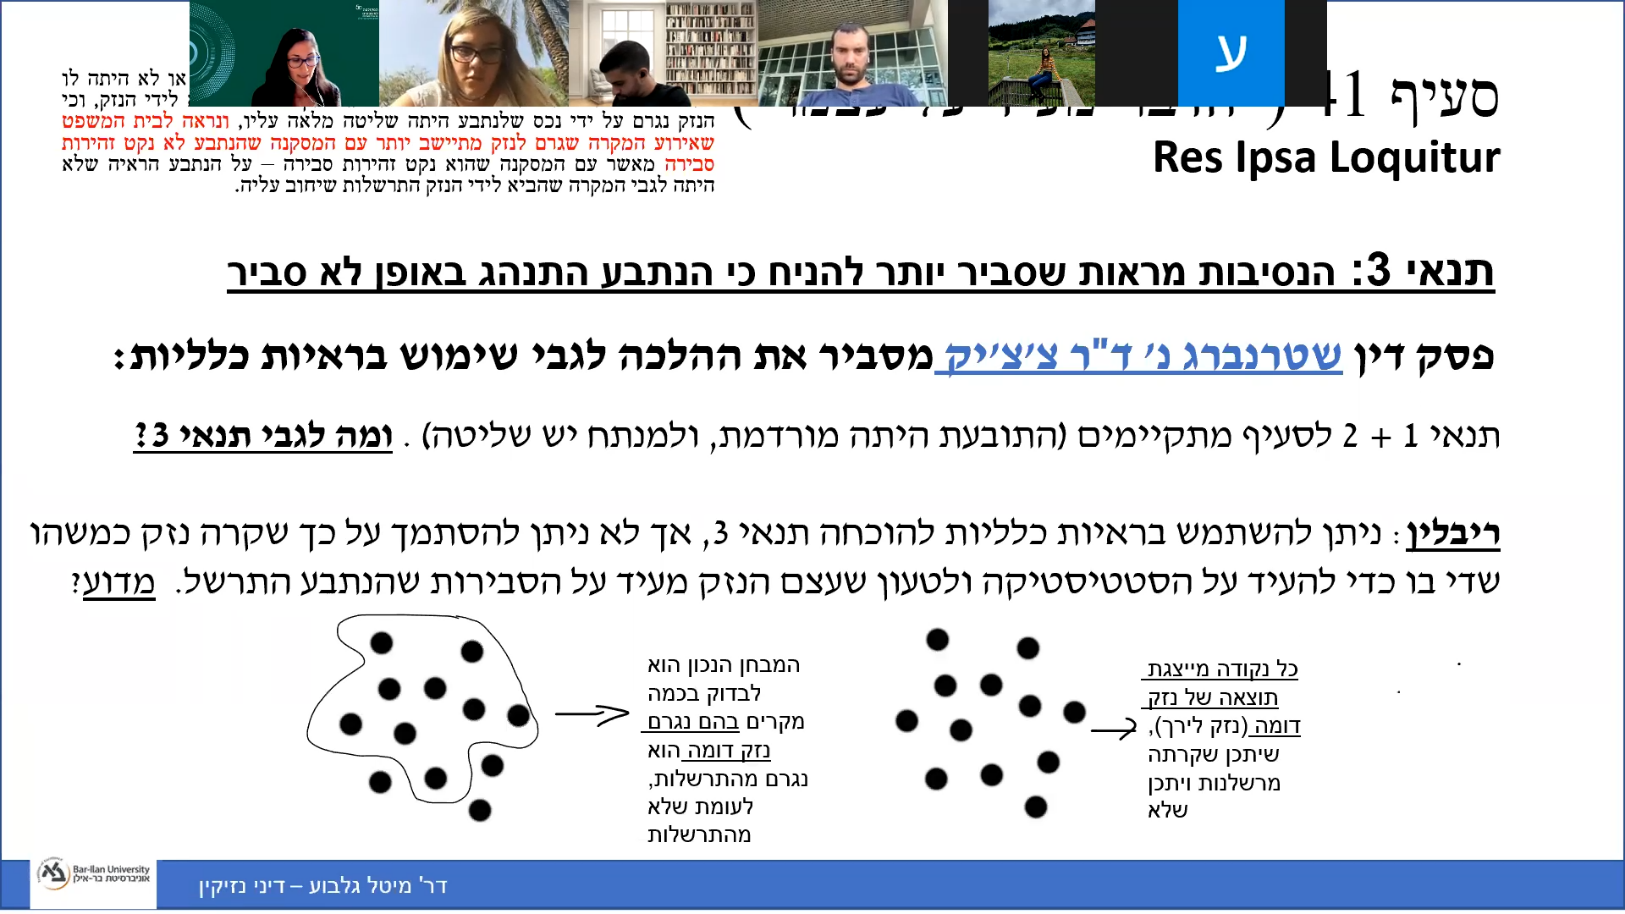 סעיף 41
Res Ipsa Loquitur
או לא היתה לו
לידי הנזק, וכי
הנזק נגרם על ידי נכס שלנתבע היתה שליטה מלאה עליו, ונראה לבית המשפט
שאירוע המקרה שגרם לנזק מתיישב יותר עם המסקנה שהנתבע לא נקט זהירות
סבירה מאשר עם המסקנה שהוא נקט זהירות סבירה – על הנתבע הראיה שלא
היתה לגבי המקרה שהביא לידי הנזק התרשלות שיחוב עליה.
ע
תנאי 3: הנסיבות מראות שסביר יותר להניח כי הנתבע התנהג באופן לא סביר
פסק דין שטרנברג נ׳ ד"ר צ׳צ׳יק מסביר את ההלכה לגבי שימוש בראיות כלליות:
תנאי 1 + 2 לסעיף מתקיימים (התובעת היתה מורדמת, ולמנתח יש שליטה) . ומה לגבי תנאי 3?
ריבלין: ניתן להשתמש בראיות כלליות להוכחה תנאי 3, אך לא ניתן להסתמך על כך שקרה נזק כמשהו
שדי בו כדי להעיד על הסטטיסטיקה ולטעון שעצם הנזק מעיד על הסבירות שהנתבע התרשל. מדוע?
כל נקודה מייצגת
תוצאה של נזק
דומה (נזק לירך),
שיתכן שקרתה
מרשלנות ויתכן
שלא
המבחן הנכון הוא
לבדוק בכמה
מקרים בהם נגרם
נזק דומה הוא
נגרם מהתרשלות,
לעומת שלא
מהתרשלות
דר' מיטל גלבוע – דיני נזיקין
Bar-Ilan University
אוניברסיטת בר-אילן